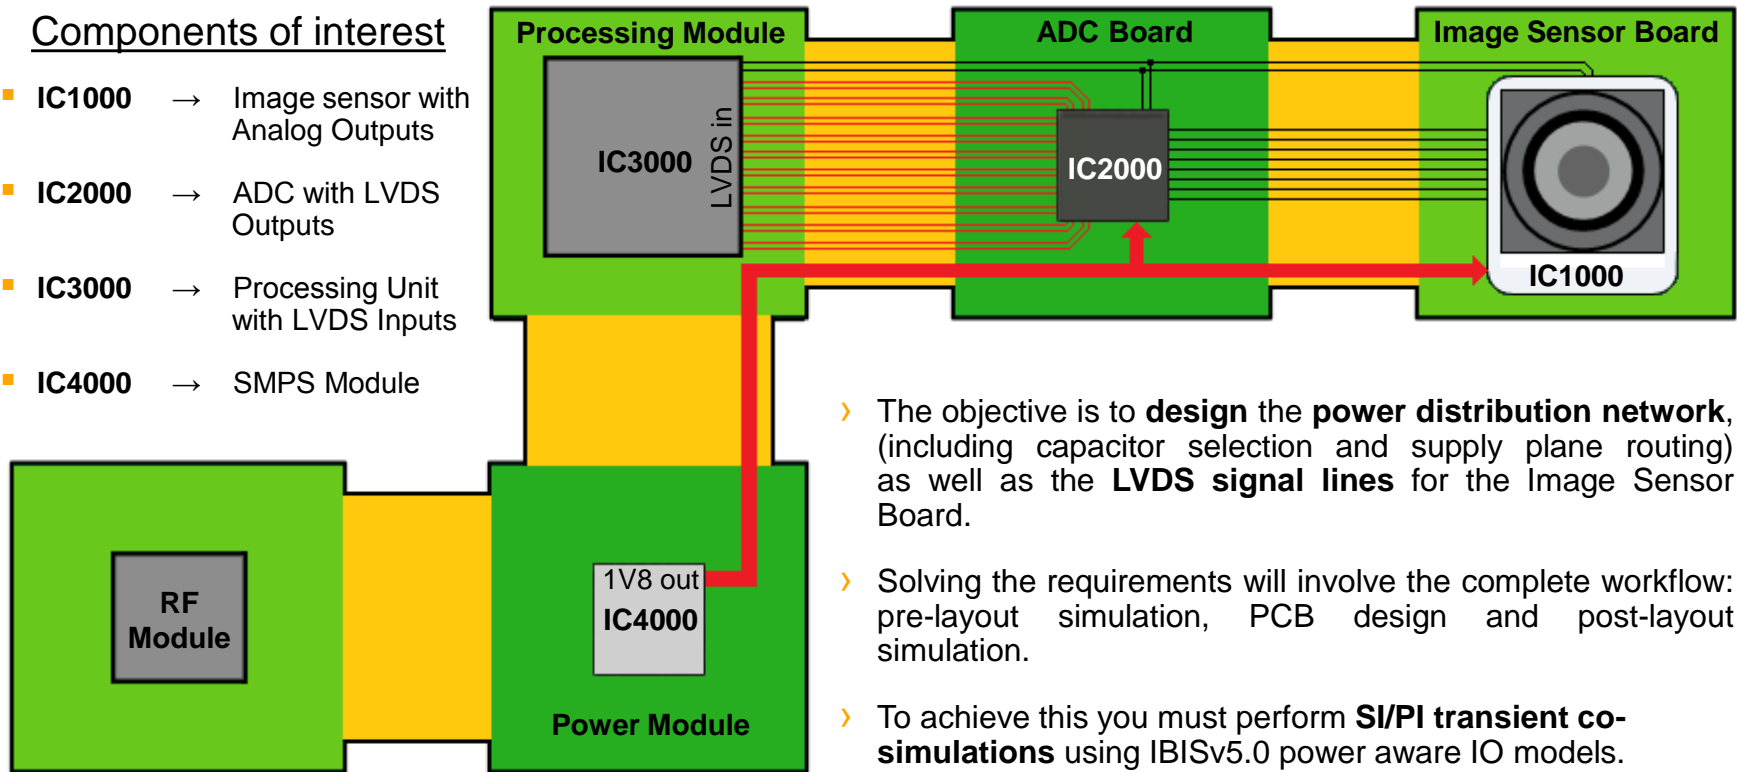 Components of interest
▪ IC1000 → Image sensor with
Analog Outputs
▪ IC2000 → ADC with LVDS
Outputs
▪ IC3000 → Processing Unit
with LVDS Inputs
▪ IC4000 → SMPS Module
Processing Module
ADC Board
Image Sensor Board
IC3000
LVDS in
IC2000
IC1000
RF
Module
1V8 out
IC4000
Power Module
› The objective is to design the power distribution network,
(including capacitor selection and supply plane routing)
as well as the LVDS signal lines for the Image Sensor
Board.
› Solving the requirements will involve the complete workflow:
pre-layout simulation, PCB design and post-layout
simulation.
› To achieve this you must perform SI/PI transient co-
simulations using IBISv5.0 power aware IO models.